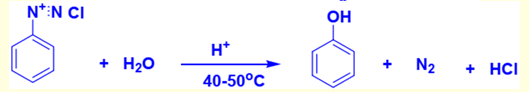 N⁺:N Cl
OH
+ H₂O H⁺ + N₂ + HCl
40-50°C